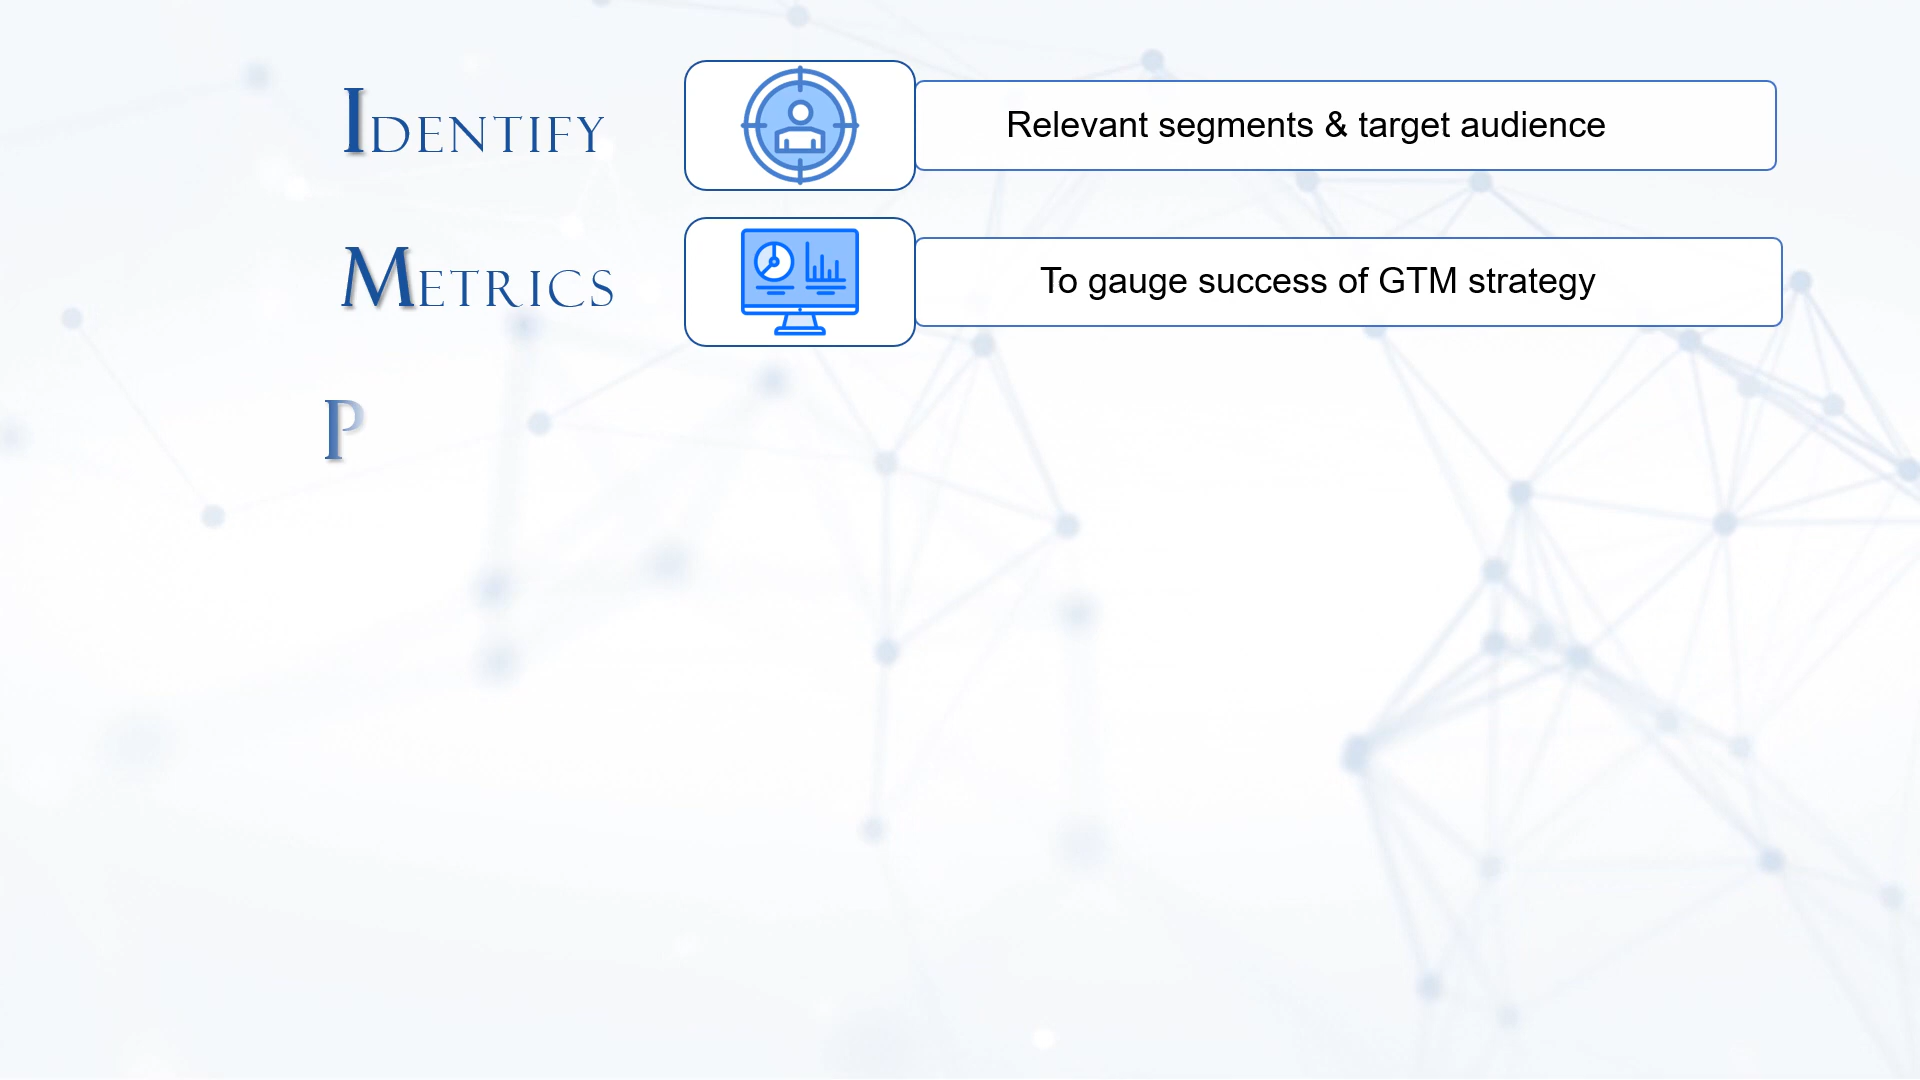 Identify
Relevant segments & target audience
Metrics
To gauge success of GTM strategy
P